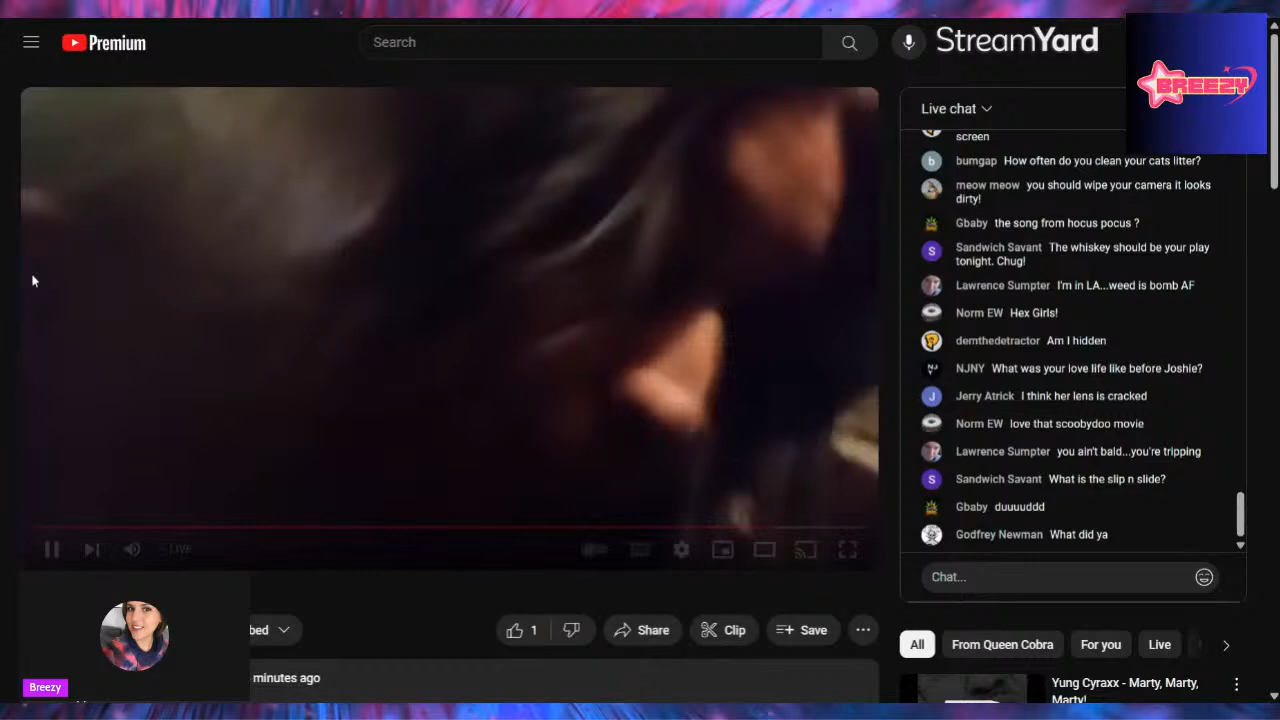 Premium
Search
StreamYard
BREEZY
Live chat
screen
bumgap How often do you clean your cats litter?
meow meow you should wipe your camera it looks
dirty!
Gbaby the song from hocus pocus ?
Sandwich Savant The whiskey should be your play
tonight. Chug!
Lawrence Sumpter I'm in LA...weed is bomb AF
Norm EW Hex Girls!
demthedetractor Am I hidden
NJNY What was your love life like before Joshie?
Jerry Atrick I think her lens is cracked
Norm EW love that scoobydoo movie
Lawrence Sumpter you ain't bald...you're tripping
Sandwich Savant What is the slip n slide?
Gbaby duuuuddd
Godfrey Newman What did ya
LIVE
Chat...
bed
1
Share
Clip
Save
All
From Queen Cobra
For you
Live
minutes ago
Breezy
Yung Cyraxx - Marty, Marty,
Marty!